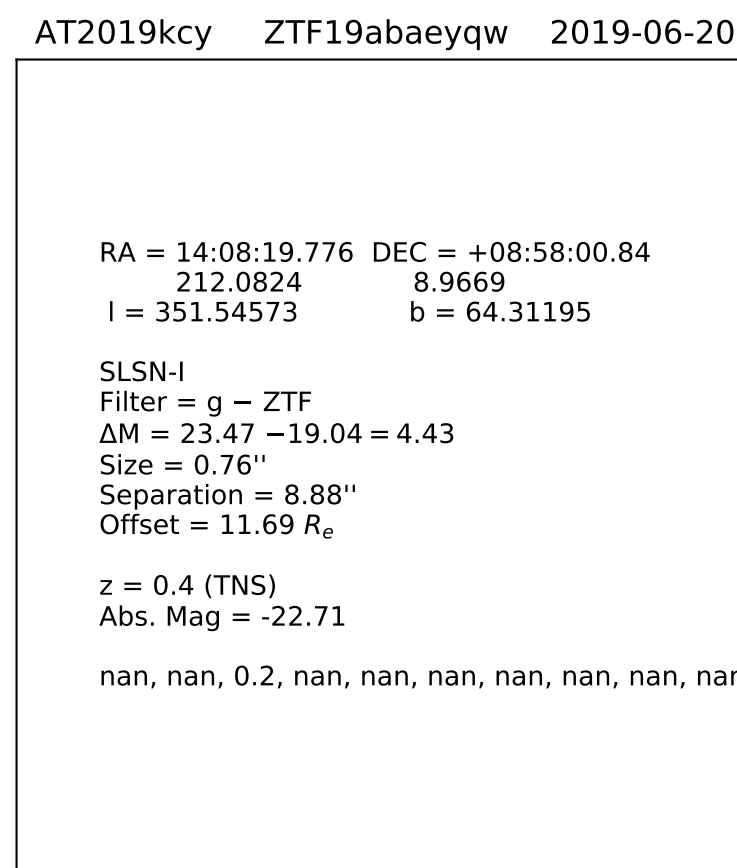 AT2019kcy ZTF19abaeyqw 2019-06-20
RA = 14:08:19.776 DEC = +08:58:00.84
212.0824 8.9669
l = 351.54573 b = 64.31195
SLSN-I
Filter = g − ZTF
ΔM = 23.47 −19.04 = 4.43
Size = 0.76''
Separation = 8.88''
Offset = 11.69 Re
z = 0.4 (TNS)
Abs. Mag = -22.71
nan, nan, 0.2, nan, nan, nan, nan, nan, nan, nan